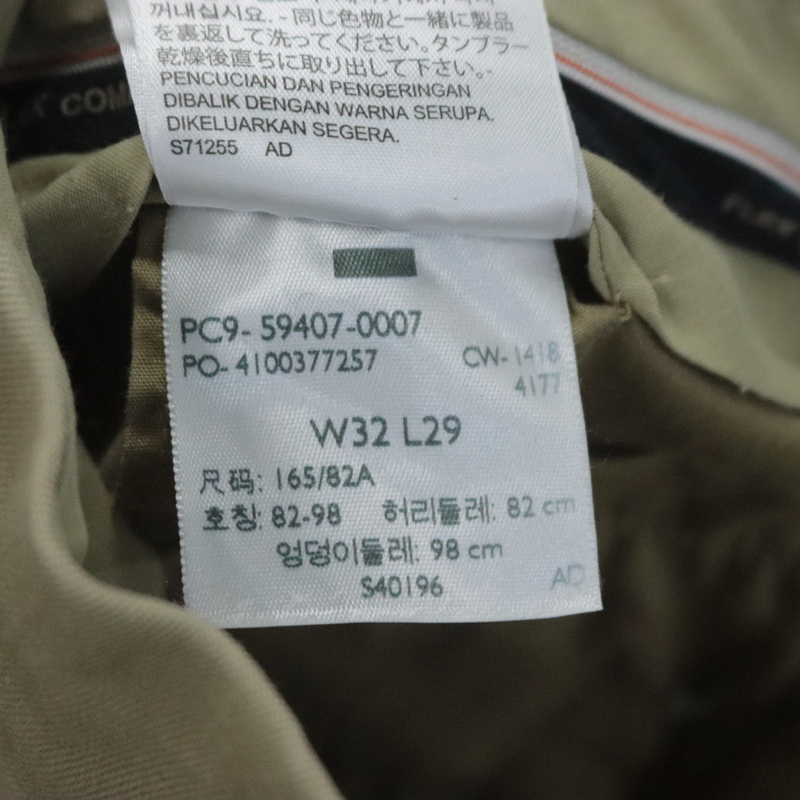 꺼내십시요. - 同じ色物と一緒に製品
を裏返して洗ってください。タンブラー
乾燥後直ちに取り出して下さい。-
PENCUCIAN DAN PENGERINGAN
DIBALIK DENGAN WARNA SERUPA.
DIKELUARKAN SEGERA.
S71255 AD
PC9- 59407-0007
PO- 4100377257 CW- 1418
4177
W32 L29
尺码: 165/82A
호칭: 82-98 허리둘레: 82 cm
엉덩이둘레: 98 cm
S40196 AD